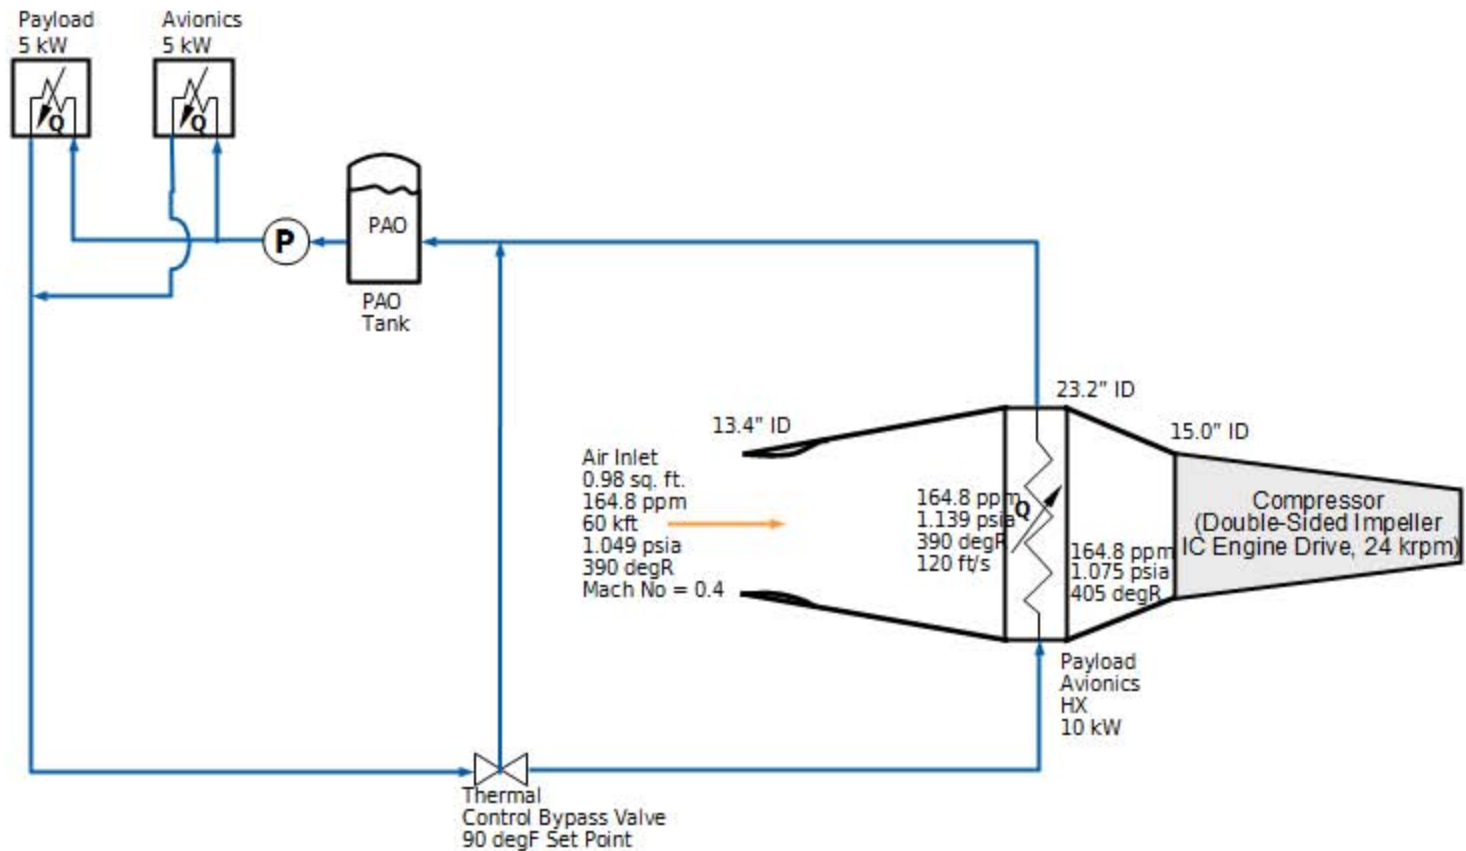 Payload
5 kW
Avionics
5 kW
Q
Q
P
PAO
PAO
Tank
23.2" ID
13.4" ID
15.0" ID
Air Inlet
0.98 sq. ft.
164.8 ppm
60 kft
1.049 psia
390 degR
Mach No = 0.4
164.8 ppm
1.139 psia
390 degR
120 ft/s
Q
164.8 ppm
1.075 psia
405 degR
Compressor
(Double-Sided Impeller
IC Engine Drive, 24 krpm)
Payload
Avionics
HX
10 kW
Thermal
Control Bypass Valve
90 degF Set Point